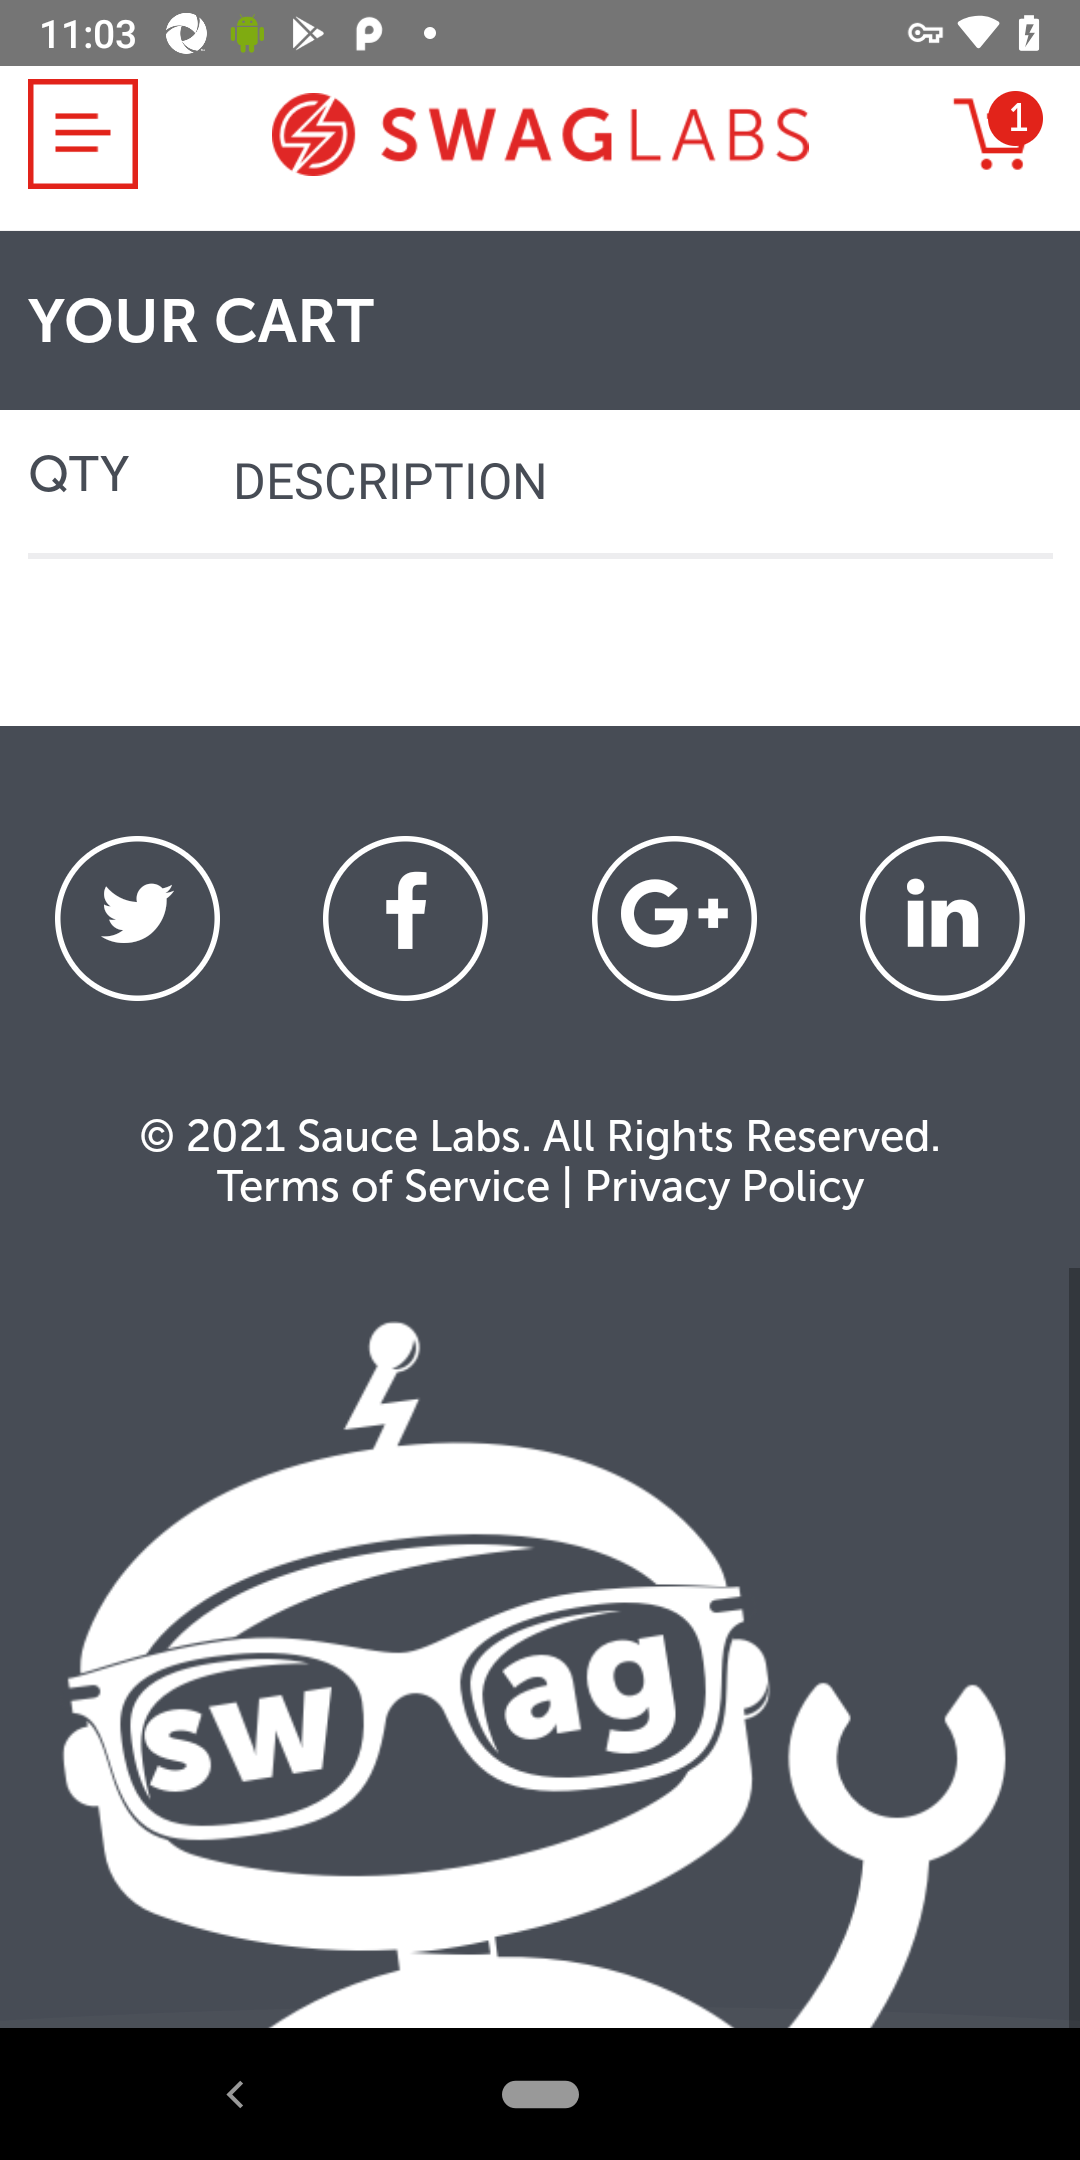 11:03
SWAGLABS
1
YOUR CART
QTY DESCRIPTION
© 2021 Sauce Labs. All Rights Reserved.
Terms of Service | Privacy Policy
sw ag